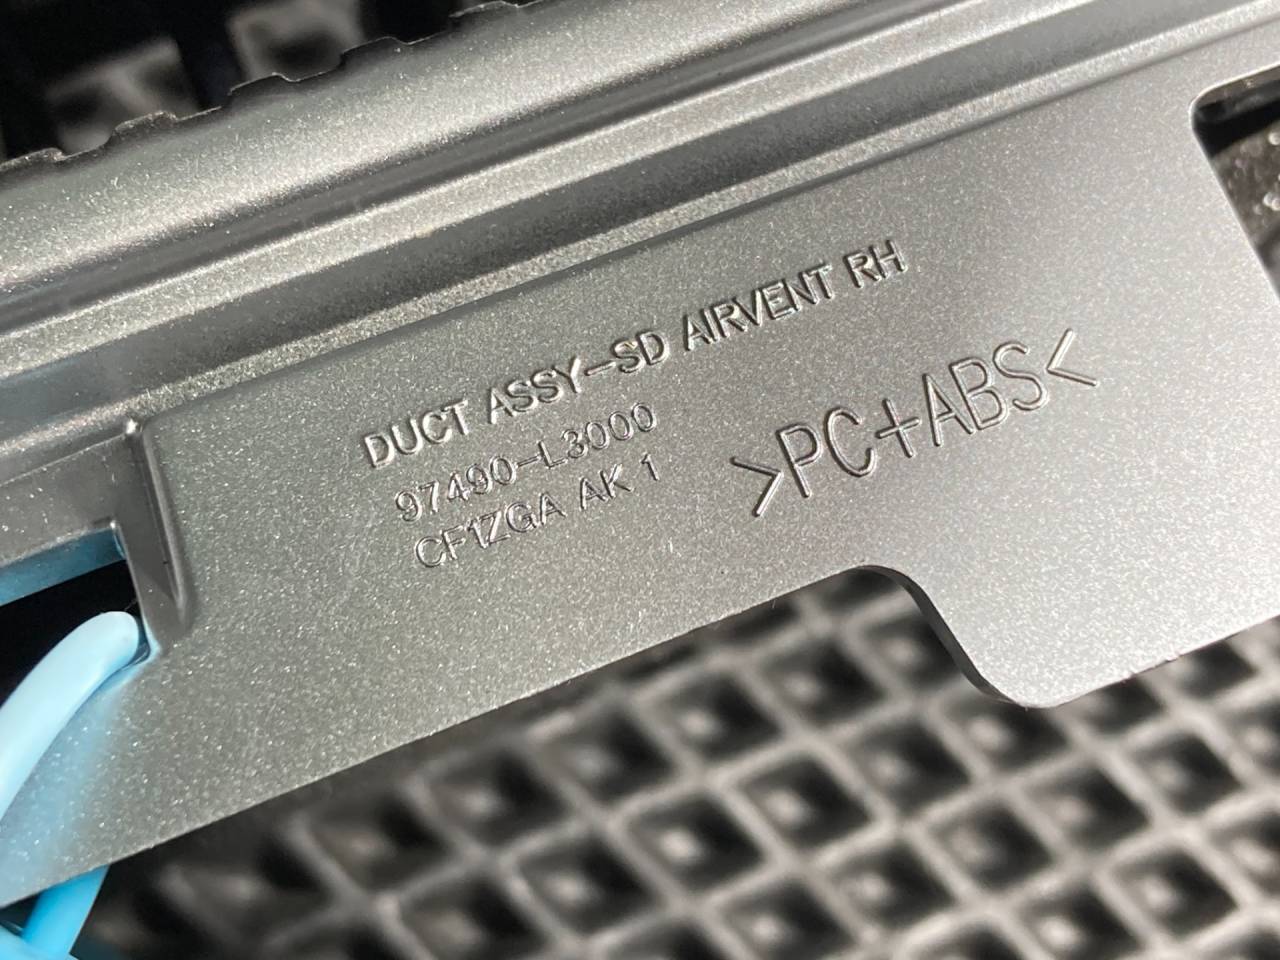 DUCT ASSY-SD AIRVENT RH
97490-L3000
CF1ZGA AK 1
>PC+ABS<